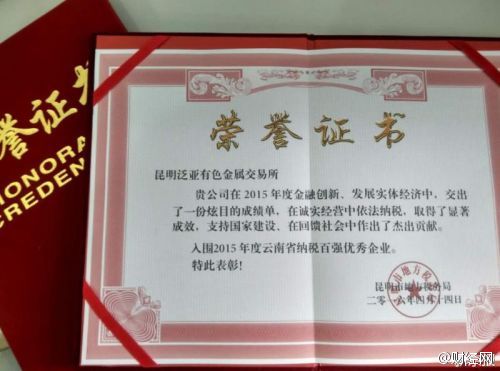 誉证书
HONORA
CREDEN
荣誉证书
昆明泛亚有色金属交易所
贵公司在2015年度金融创新、发展实体经济中，交出
了一份炫目的成绩单，在诚实经营中依法纳税，取得了显著
成效，支持国家建设、在回馈社会中作出了杰出贡献。
入围2015年度云南省纳税百强优秀企业。
特此表彰！
昆明市地方税务局
二零一六年四月十四日
@财经网